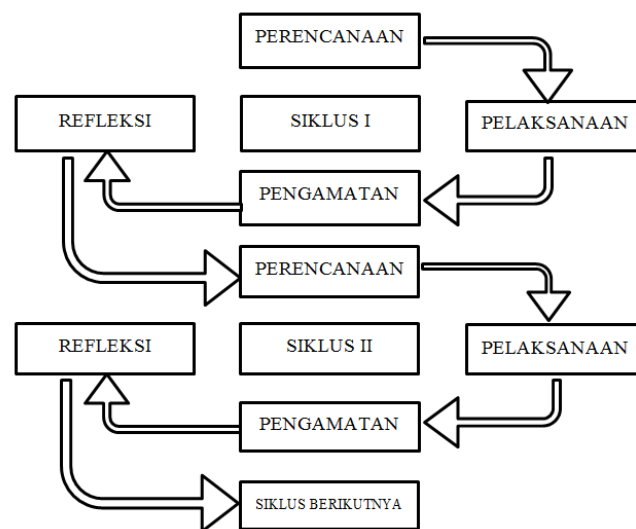 PERENCANAAN
REFLEKSI
SIKLUS I
PELAKSANAAN
PENGAMATAN
PERENCANAAN
REFLEKSI
SIKLUS II
PELAKSANAAN
PENGAMATAN
SIKLUS BERIKUTNYA